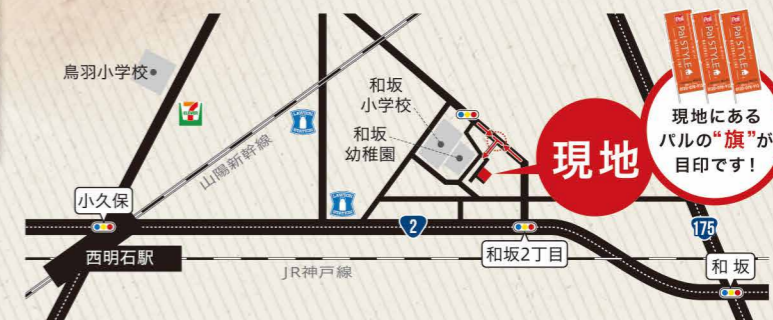 鳥羽小学校
山陽新幹線
和坂
小学校
和坂
幼稚園
現地
Pal STYLE
Pal STYLE
Pal STYLE
現地にある
パルの“旗”が
目印です！
小久保
西明石駅
2
和坂2丁目
175
和坂
JR神戸線
LAWSON
LAWSON
7